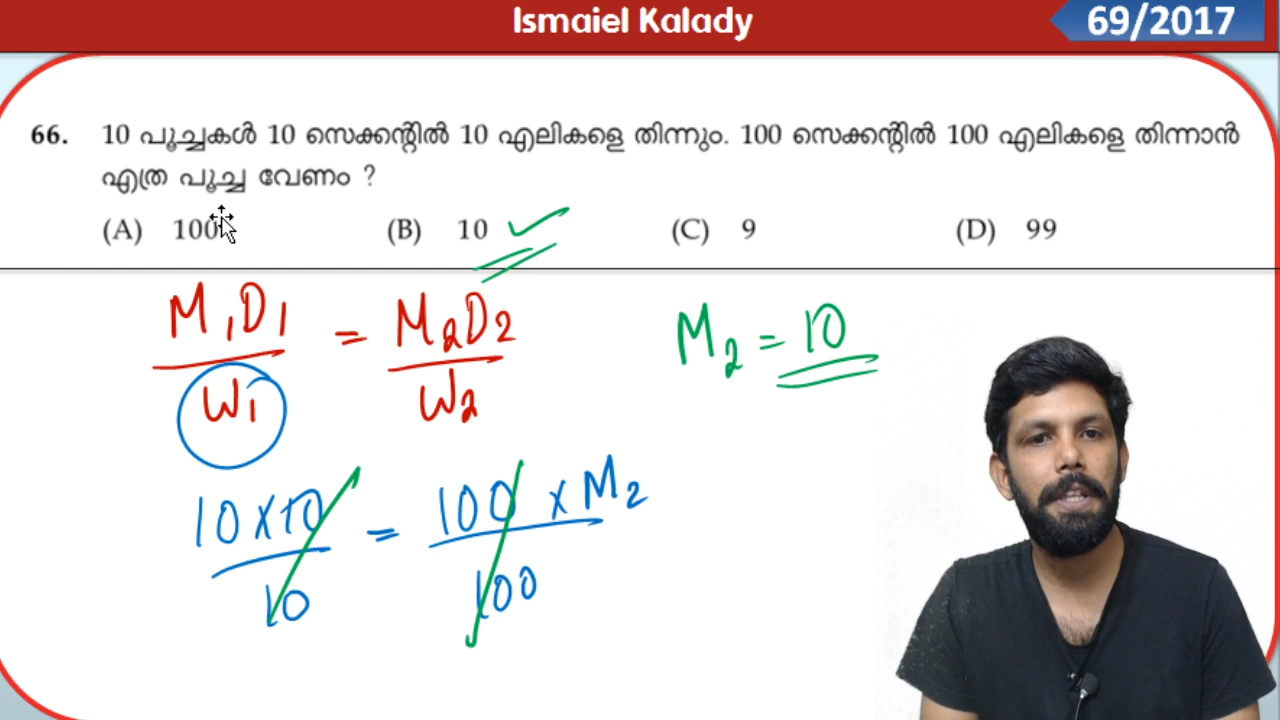 Ismaiel Kalady
69/2017
66. 10 പൂച്ചകൾ 10 സെക്കന്റിൽ 10 എലികളെ തിന്നും. 100 സെക്കന്റിൽ 100 എലികളെ തിന്നാൻ
എത്ര പൂച്ച വേണം ?
(A) 100 (B) 10 (C) 9 (D) 99
M1D1 / W1 = M2D2 / W2
M2 = 10
10 x 10 / 10 = 100 x M2 / 100